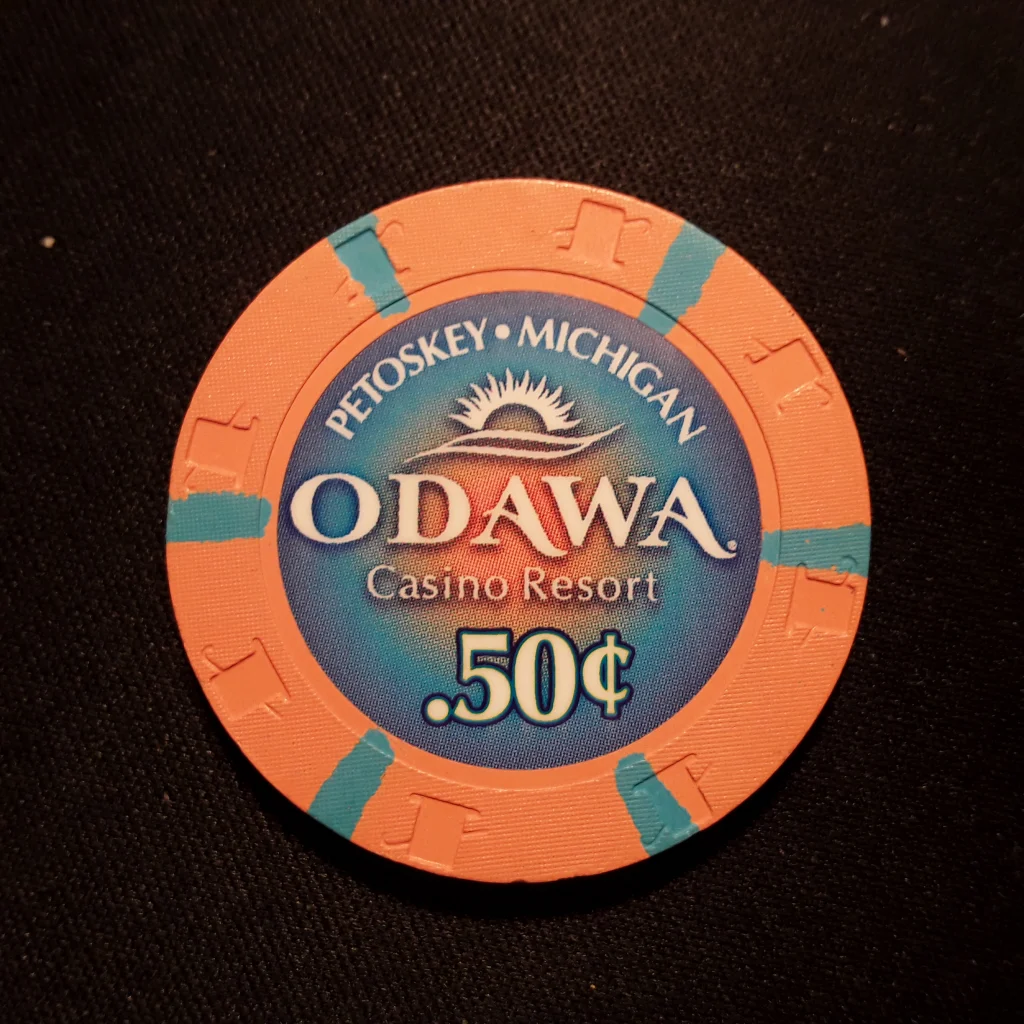 PETOSKEY • MICHIGAN
ODAWA.
Casino Resort
.50¢